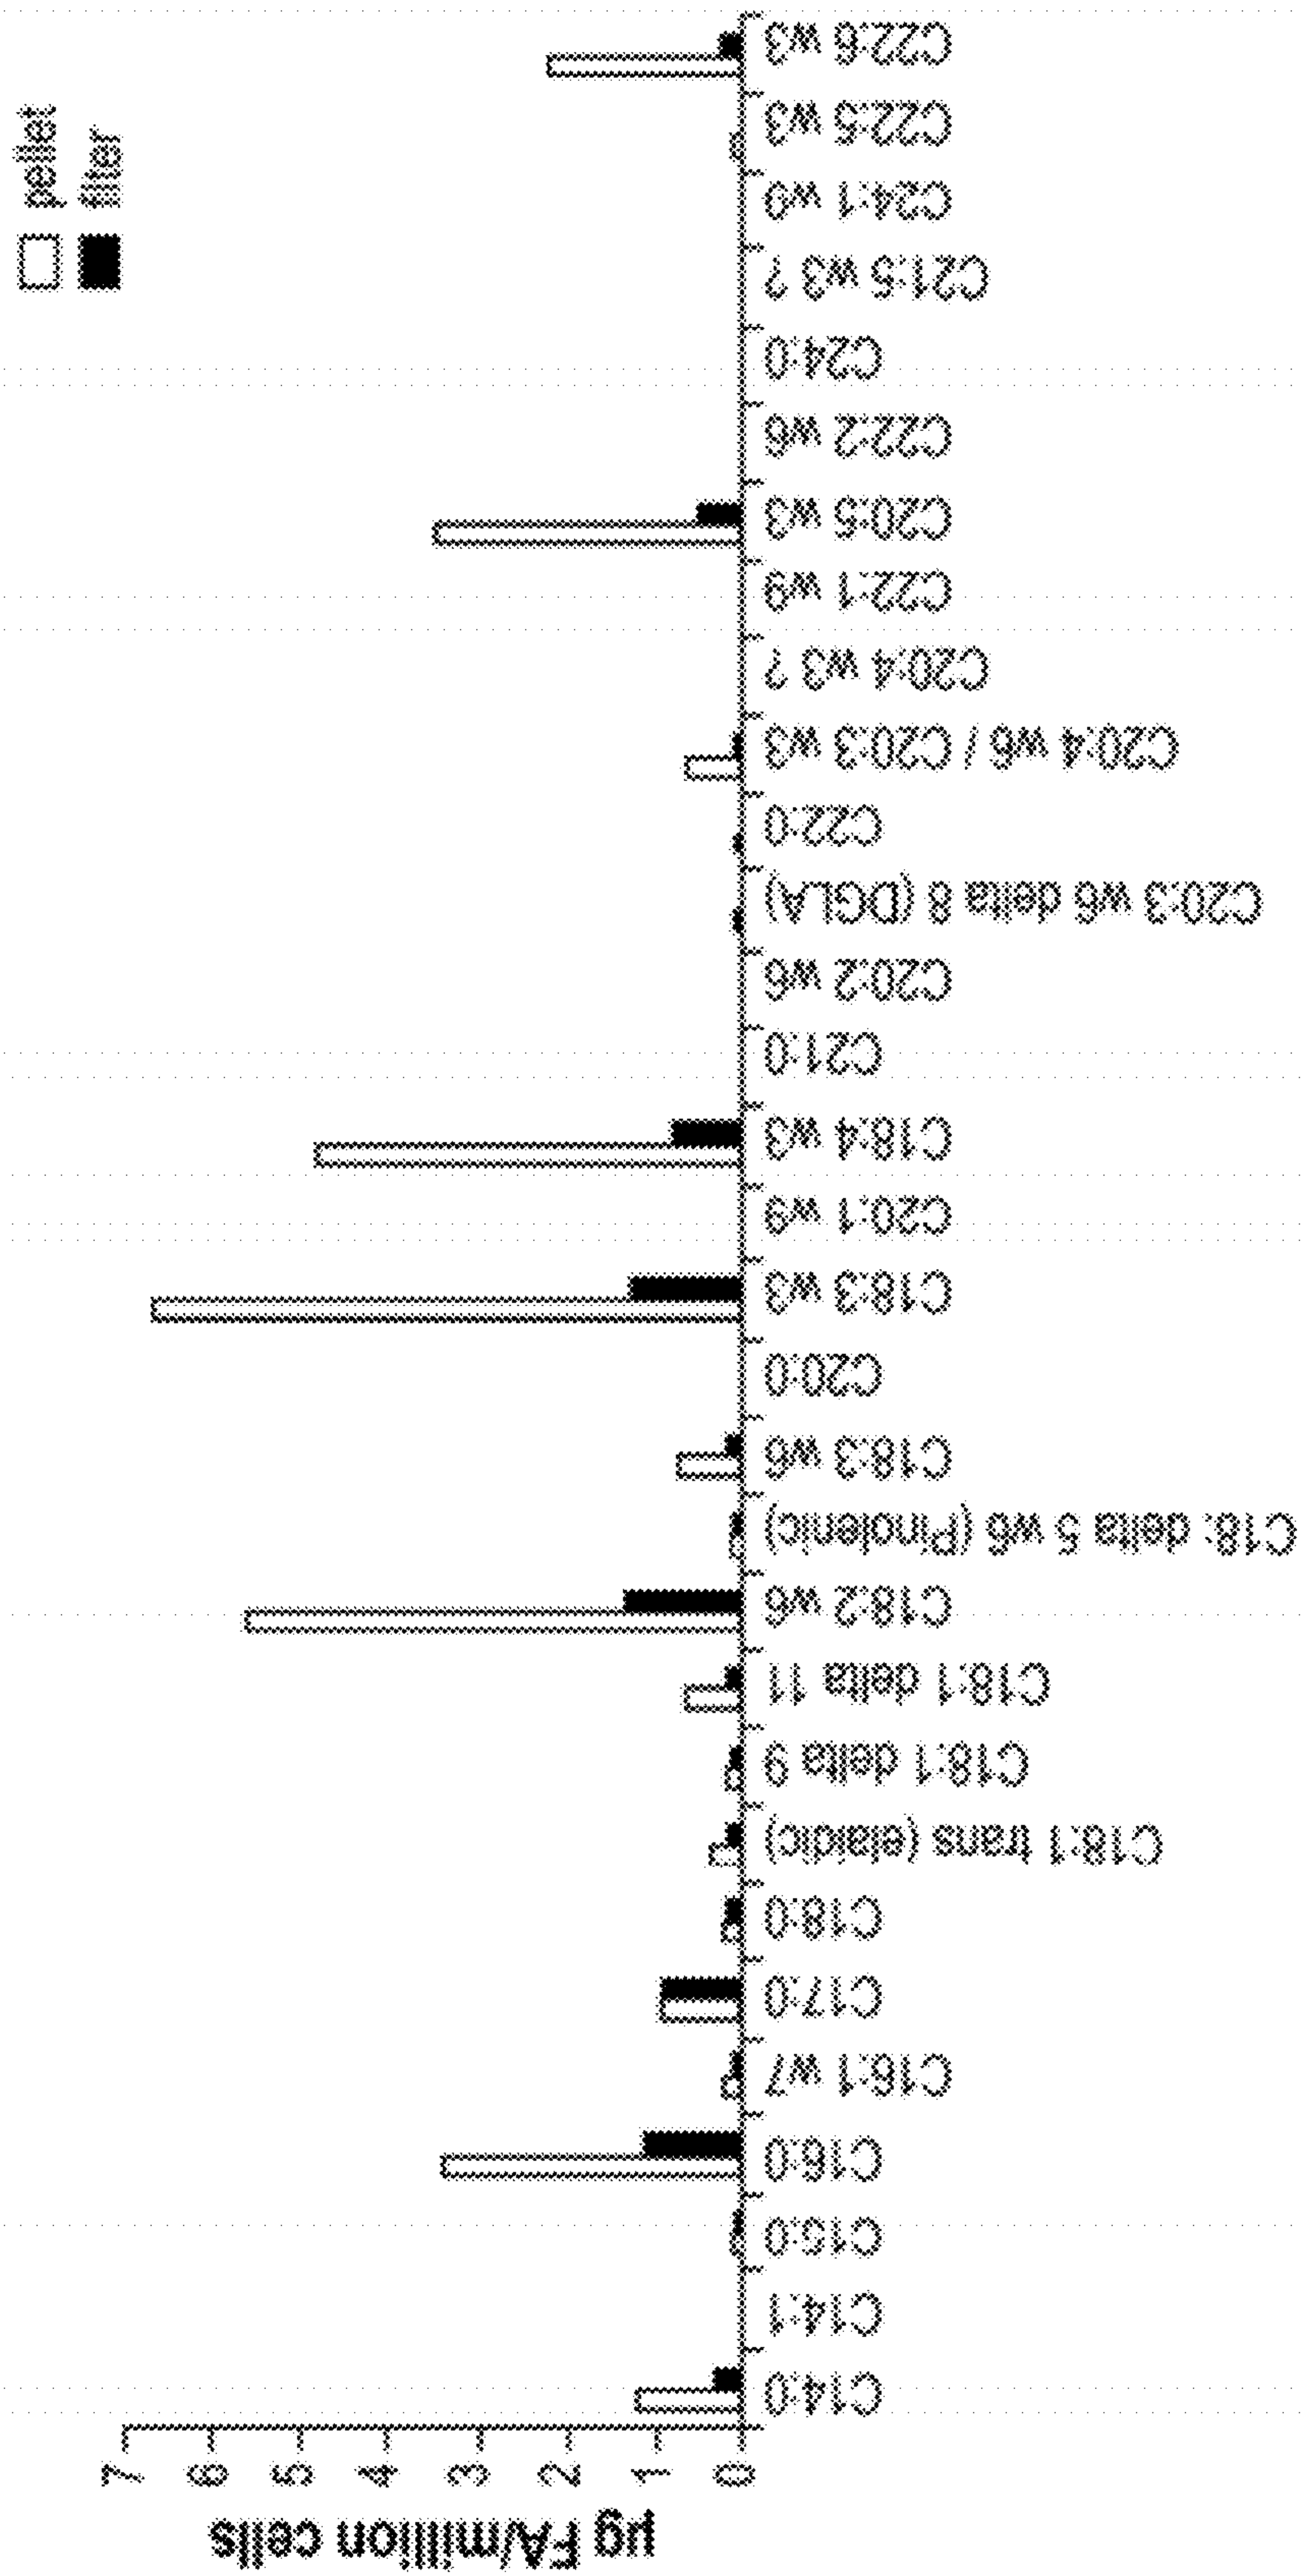 pellet
filter
µg FA/million cells
7
6
5
4
3
2
1
0
C14:0
C14:1
C15:0
C16:0
C16:1 w7
C17:0
C18:0
C18:1 trans (elaidic)
C18:1 delta 9
C18:1 delta 11
C18:2 w6
C18: delta 5 w6 (Pinolenic)
C18:3 w6
C20:0
C18:3 w3
C20:1 w9
C18:4 w3
C21:0
C20:2 w6
C20:3 w6 delta 8 (DGLA)
C22:0
C20:4 w6 / C20:3 w3
C20:4 w3 ?
C22:1 w9
C20:5 w3
C22:2 w6
C24:0
C21:5 w3 ?
C24:1 w9
C22:5 w3
C22:6 w3